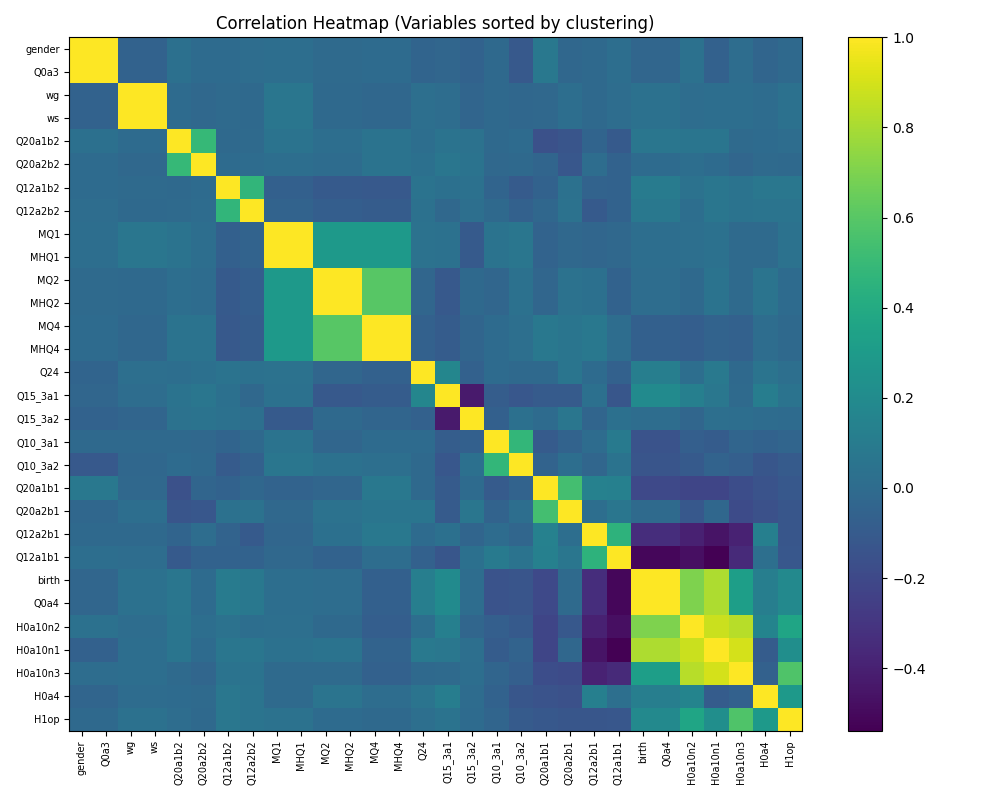 Correlation Heatmap (Variables sorted by clustering)
gender
Q0a3
wg
ws
Q20a1b2
Q20a2b2
Q12a1b2
Q12a2b2
MQ1
MHQ1
MQ2
MHQ2
MQ4
MHQ4
Q24
Q15_3a1
Q15_3a2
Q10_3a1
Q10_3a2
Q20a1b1
Q20a2b1
Q12a2b1
Q12a1b1
birth
Q0a4
H0a10n2
H0a10n1
H0a10n3
H0a4
H1op
gender
Q0a3
wg
ws
Q20a1b2
Q20a2b2
Q12a1b2
Q12a2b2
MQ1
MHQ1
MQ2
MHQ2
MQ4
MHQ4
Q24
Q15_3a1
Q15_3a2
Q10_3a1
Q10_3a2
Q20a1b1
Q20a2b1
Q12a2b1
Q12a1b1
birth
Q0a4
H0a10n2
H0a10n1
H0a10n3
H0a4
H1op
1.0
0.8
0.6
0.4
0.2
0.0
−0.2
−0.4